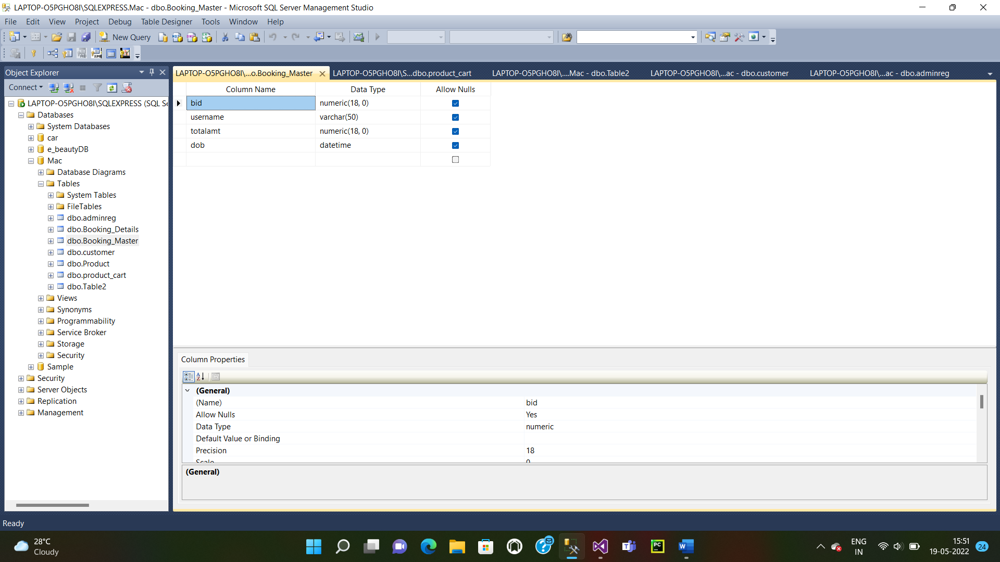 LAPTOP-O5PGHO8I\SQLEXPRESS.Mac - dbo.Booking_Master - Microsoft SQL Server Management Studio
File Edit View Project Debug Table Designer Tools Window Help
New Query
Object Explorer
Connect
LAPTOP-O5PGHO8I\SQLEXPRESS (SQL Se
Databases
System Databases
car
e_beautyDB
Mac
Database Diagrams
Tables
System Tables
FileTables
dbo.adminreg
dbo.Booking_Details
dbo.Booking_Master
dbo.customer
dbo.Product
dbo.product_cart
dbo.Table2
Views
Synonyms
Programmability
Service Broker
Storage
Security
Sample
Security
Server Objects
Replication
Management
LAPTOP-O5PGHO8I\...o.Booking_Master LAPTOP-O5PGHO8I\S...dbo.product_cart LAPTOP-O5PGHO8I\....Mac - dbo.Table2 LAPTOP-O5PGHO8I\...ac - dbo.customer LAPTOP-O5PGHO8I\...ac - dbo.adminreg
Column Name Data Type Allow Nulls
bid numeric(18, 0)
username varchar(50)
totalamt numeric(18, 0)
dob datetime
Column Properties
(General)
(Name) bid
Allow Nulls Yes
Data Type numeric
Default Value or Binding
Precision 18
Scale 0
(General)
Ready
28°C
Cloudy
ENG
IN
15:51
19-05-2022
24